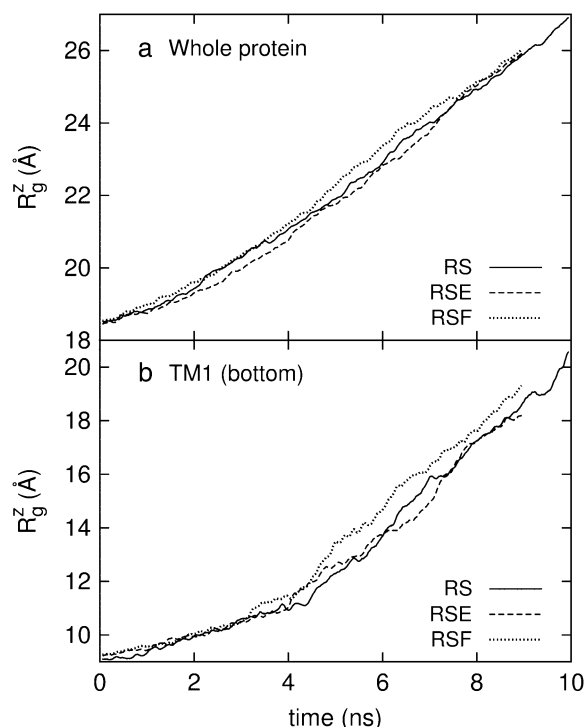 26
24
22
20
18
R_g^z (Å)
a Whole protein
RS
RSE
RSF
20
18
16
14
12
10
R_g^z (Å)
b TM1 (bottom)
RS
RSE
RSF
0 2 4 6 8 10
time (ns)